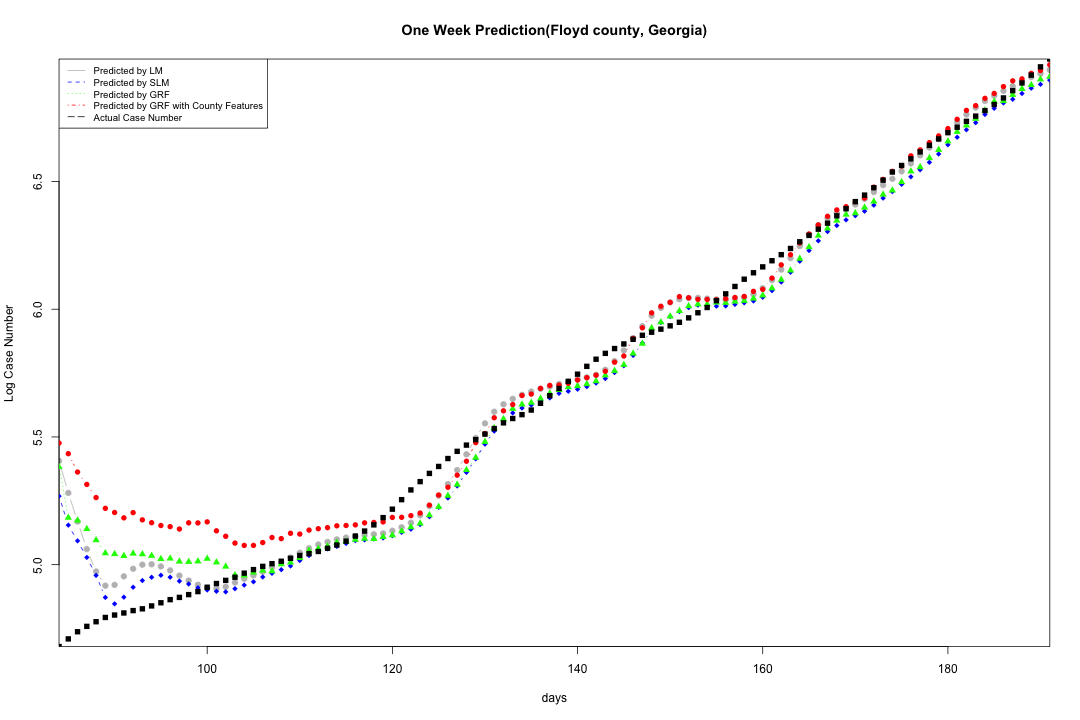 One Week Prediction(Floyd county, Georgia)
Predicted by LM
Predicted by SLM
Predicted by GRF
Predicted by GRF with County Features
Actual Case Number
Log Case Number
6.5
6.0
5.5
5.0
100 120 140 160 180
days